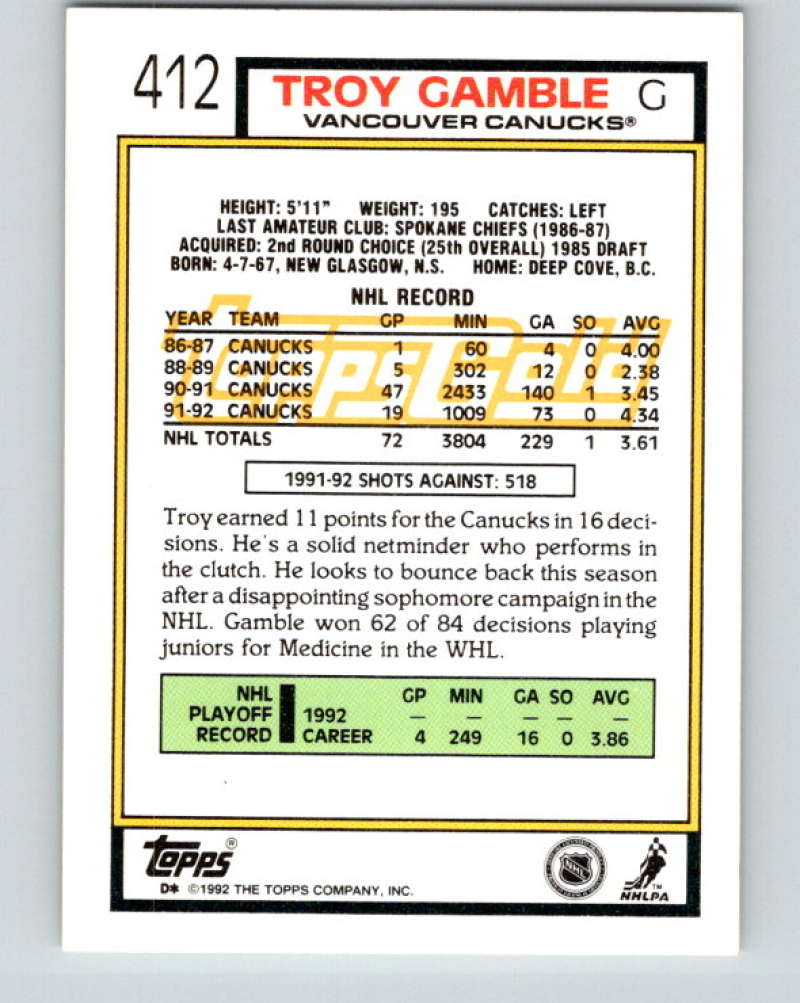 412
TROY GAMBLE G
VANCOUVER CANUCKS®
HEIGHT: 5'11" WEIGHT: 195 CATCHES: LEFT
LAST AMATEUR CLUB: SPOKANE CHIEFS (1986-87)
ACQUIRED: 2nd ROUND CHOICE (25th OVERALL) 1985 DRAFT
BORN: 4-7-67, NEW GLASGOW, N.S. HOME: DEEP COVE, B.C.
NHL RECORD
YEAR TEAM GP MIN GA SO AVG
86-87 CANUCKS 1 60 4 0 4.00
88-89 CANUCKS 5 302 12 0 2.38
90-91 CANUCKS 47 2433 140 1 3.45
91-92 CANUCKS 19 1009 73 0 4.34
NHL TOTALS 72 3804 229 1 3.61
ToppsGold
1991-92 SHOTS AGAINST: 518
Troy earned 11 points for the Canucks in 16 deci-
sions. He's a solid netminder who performs in
the clutch. He looks to bounce back this season
after a disappointing sophomore campaign in the
NHL. Gamble won 62 of 84 decisions playing
juniors for Medicine in the WHL.
NHL PLAYOFF RECORD
GP MIN GA SO AVG
1992 — — — — —
CAREER 4 249 16 0 3.86
TOPPS®
D* ©1992 THE TOPPS COMPANY, INC.
NHL
NHLPA™